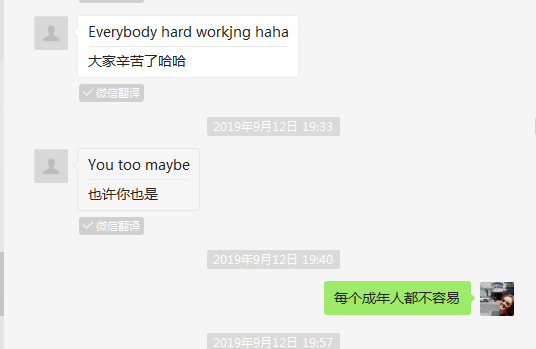 Everybody hard workjng haha
大家辛苦了哈哈
微信翻译
2019年9月12日 19:33
You too maybe
也许你也是
微信翻译
2019年9月12日 19:40
每个成年人都不容易
2019年9月12日 19:57